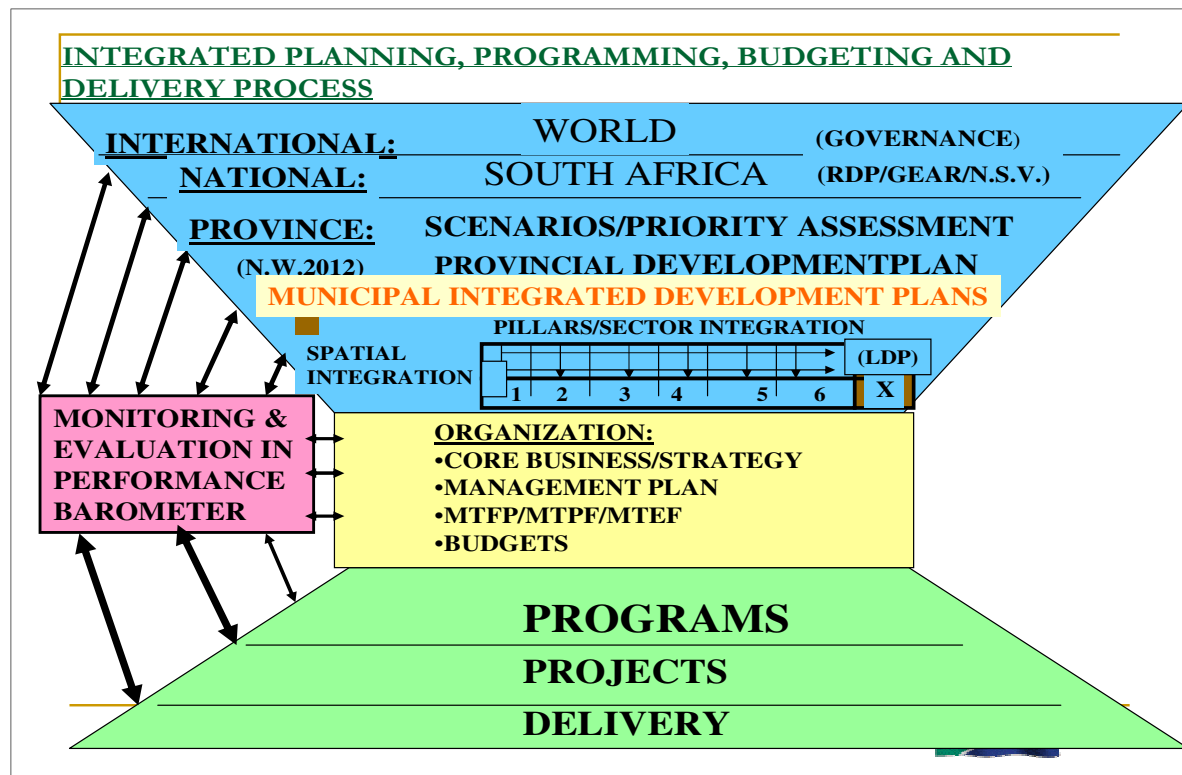 INTEGRATED PLANNING, PROGRAMMING, BUDGETING AND
DELIVERY PROCESS
INTERNATIONAL: WORLD (GOVERNANCE)
NATIONAL: SOUTH AFRICA (RDP/GEAR/N.S.V.)
PROVINCE: SCENARIOS/PRIORITY ASSESSMENT
(N.W.2012) PROVINCIAL DEVELOPMENTPLAN
MUNICIPAL INTEGRATED DEVELOPMENT PLANS
PILLARS/SECTOR INTEGRATION
SPATIAL
INTEGRATION
(LDP)
1 2 3 4 5 6 X
MONITORING &
EVALUATION IN
PERFORMANCE
BAROMETER
ORGANIZATION:
•CORE BUSINESS/STRATEGY
•MANAGEMENT PLAN
•MTFP/MTPF/MTEF
•BUDGETS
PROGRAMS
PROJECTS
DELIVERY